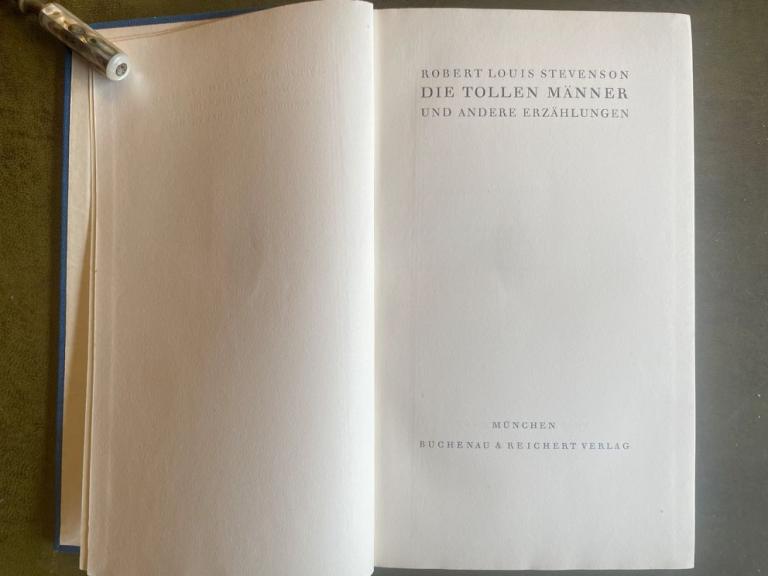 ROBERT LOUIS STEVENSON
DIE TOLLEN MÄNNER
UND ANDERE ERZÄHLUNGEN
MÜNCHEN
BUCHENAU & REICHERT VERLAG